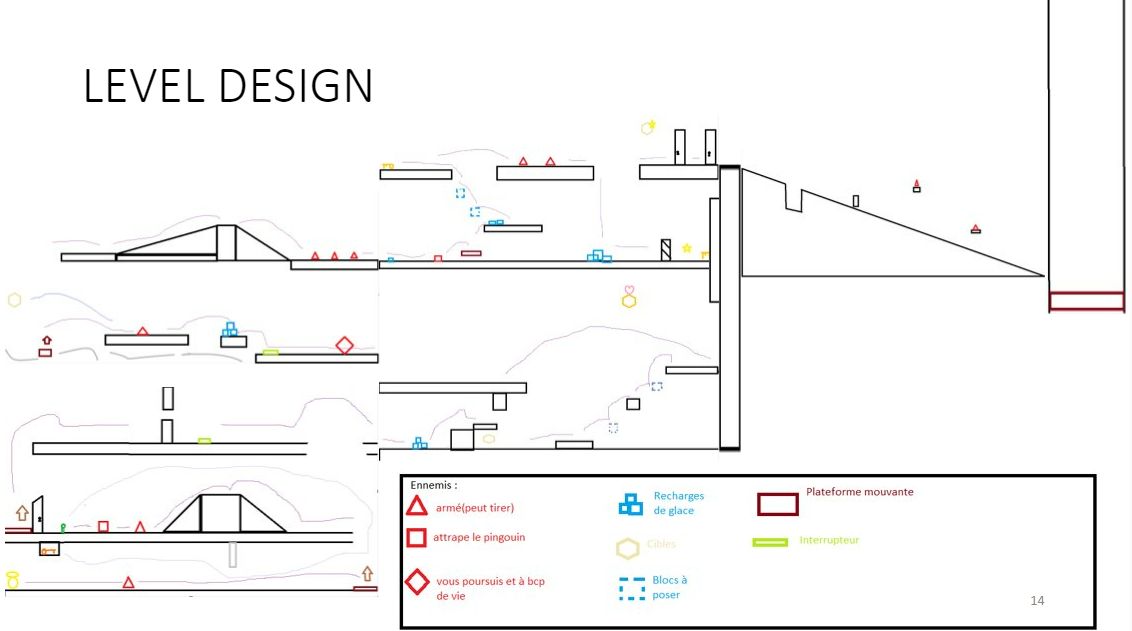 LEVEL DESIGN
Ennemis :
armé(peut tirer)
attrape le pingouin
vous poursuis et à bcp
de vie
Recharges
de glace
Cibles
Blocs à
poser
Plateforme mouvante
Interrupteur
14